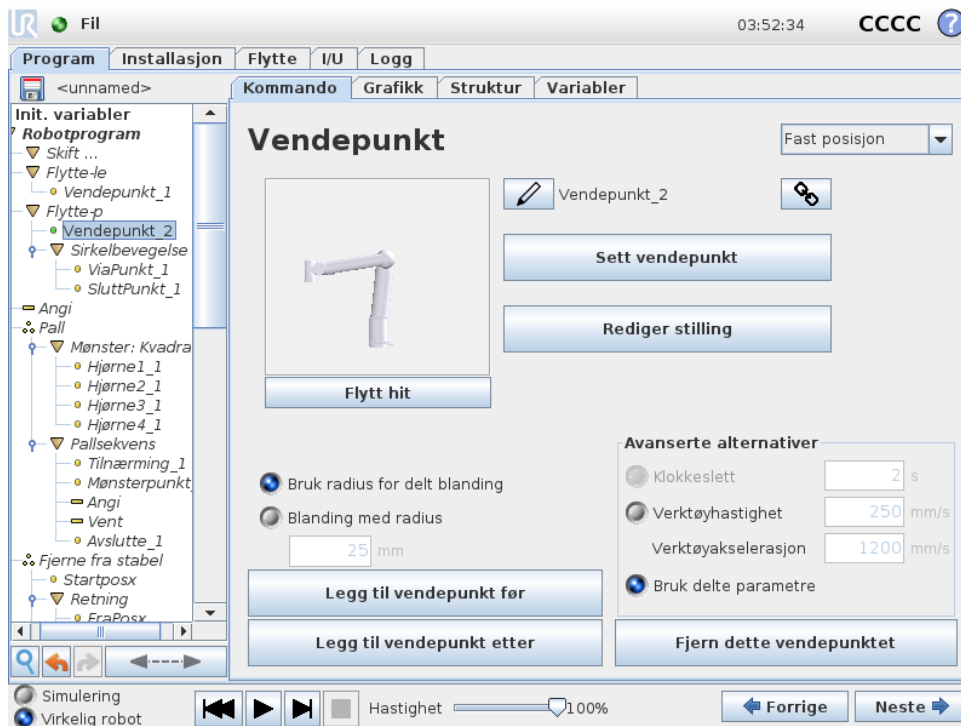 UR Fil 03:52:34 CCCC ?
Program Installasjon Flytte I/U Logg
<unnamed>
Kommando Grafikk Struktur Variabler
Init. variabler
Robotprogram
Skift ...
Flytte-le
Vendepunkt_1
Flytte-p
Vendepunkt_2
Sirkelbevegelse
ViaPunkt_1
SluttPunkt_1
Angi
Pall
Mønster: Kvadra
Hjørne1_1
Hjørne2_1
Hjørne3_1
Hjørne4_1
Pallsekvens
Tilnærming_1
Mønsterpunkt_
Angi
Vent
Avslutte_1
Fjerne fra stabel
Startposx
Retning
FraPosx
Vendepunkt
Fast posisjon
Vendepunkt_2
Sett vendepunkt
Rediger stilling
Flytt hit
Bruk radius for delt blanding
Blanding med radius
25 mm
Avanserte alternativer
Klokkeslett 2 s
Verktøyhastighet 250 mm/s
Verktøyakselerasjon 1200 mm/s
Bruk delte parametre
Legg til vendepunkt før
Legg til vendepunkt etter
Fjern dette vendepunktet
Simulering
Virkelig robot
Hastighet 100%
Forrige Neste